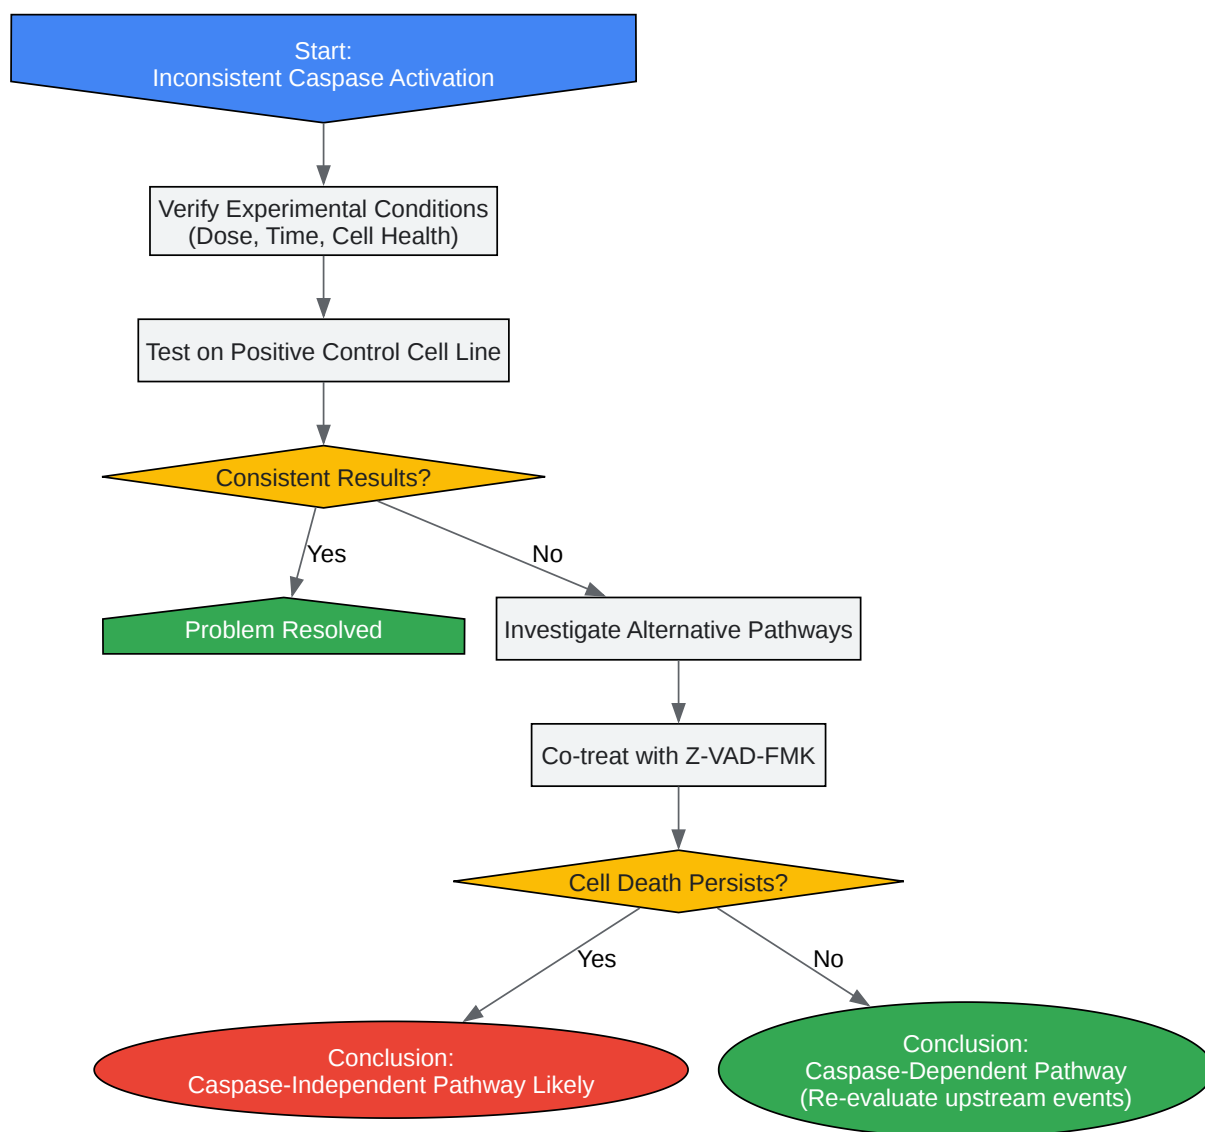 Start:
Inconsistent Caspase Activation
Verify Experimental Conditions
(Dose, Time, Cell Health)
Test on Positive Control Cell Line
Consistent Results?
Yes
No
Problem Resolved
Investigate Alternative Pathways
Co-treat with Z-VAD-FMK
Cell Death Persists?
Yes
No
Conclusion:
Caspase-Independent Pathway Likely
Conclusion:
Caspase-Dependent Pathway
(Re-evaluate upstream events)